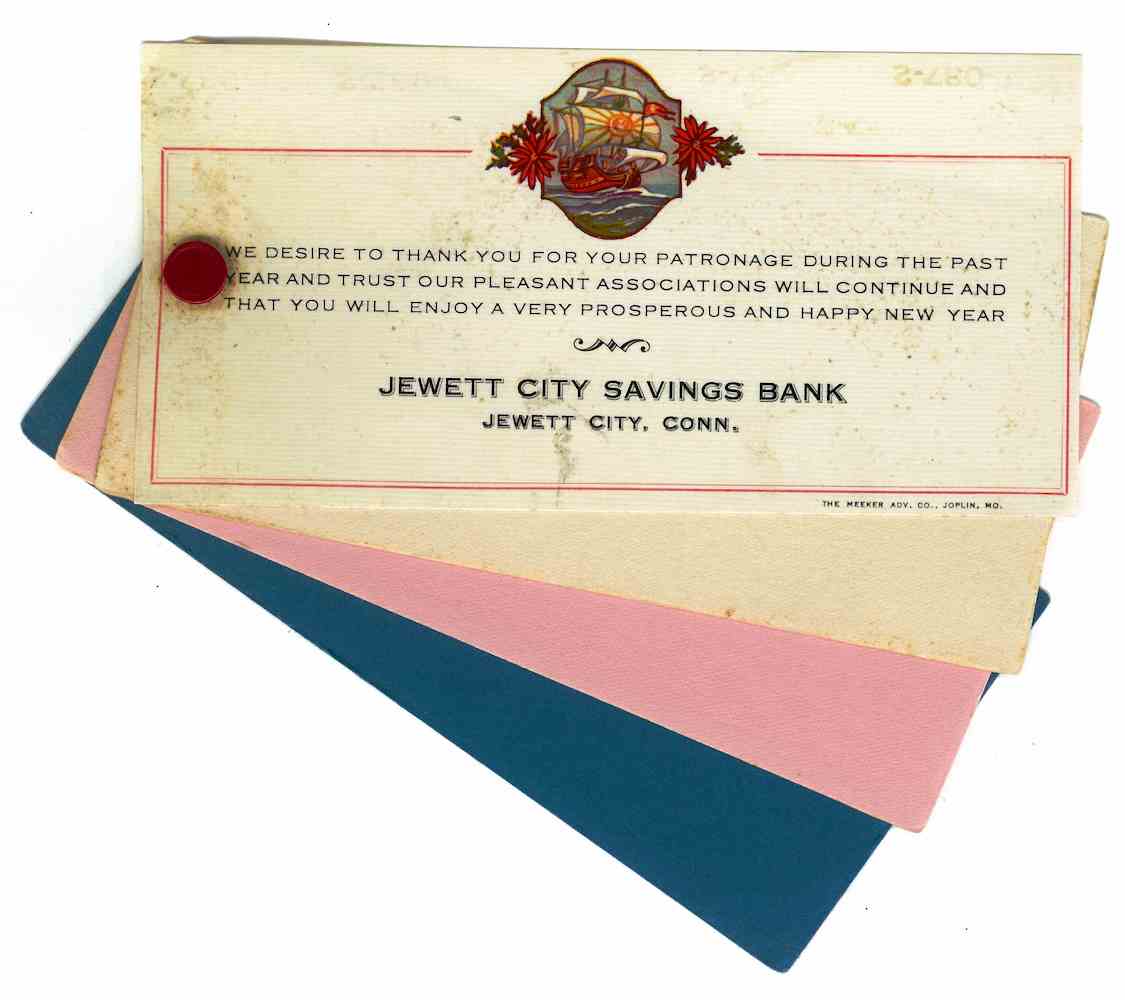 WE DESIRE TO THANK YOU FOR YOUR PATRONAGE DURING THE PAST
YEAR AND TRUST OUR PLEASANT ASSOCIATIONS WILL CONTINUE AND
THAT YOU WILL ENJOY A VERY PROSPEROUS AND HAPPY NEW YEAR
JEWETT CITY SAVINGS BANK
JEWETT CITY, CONN.
THE MEEKER ADV. CO., JOPLIN, MO.